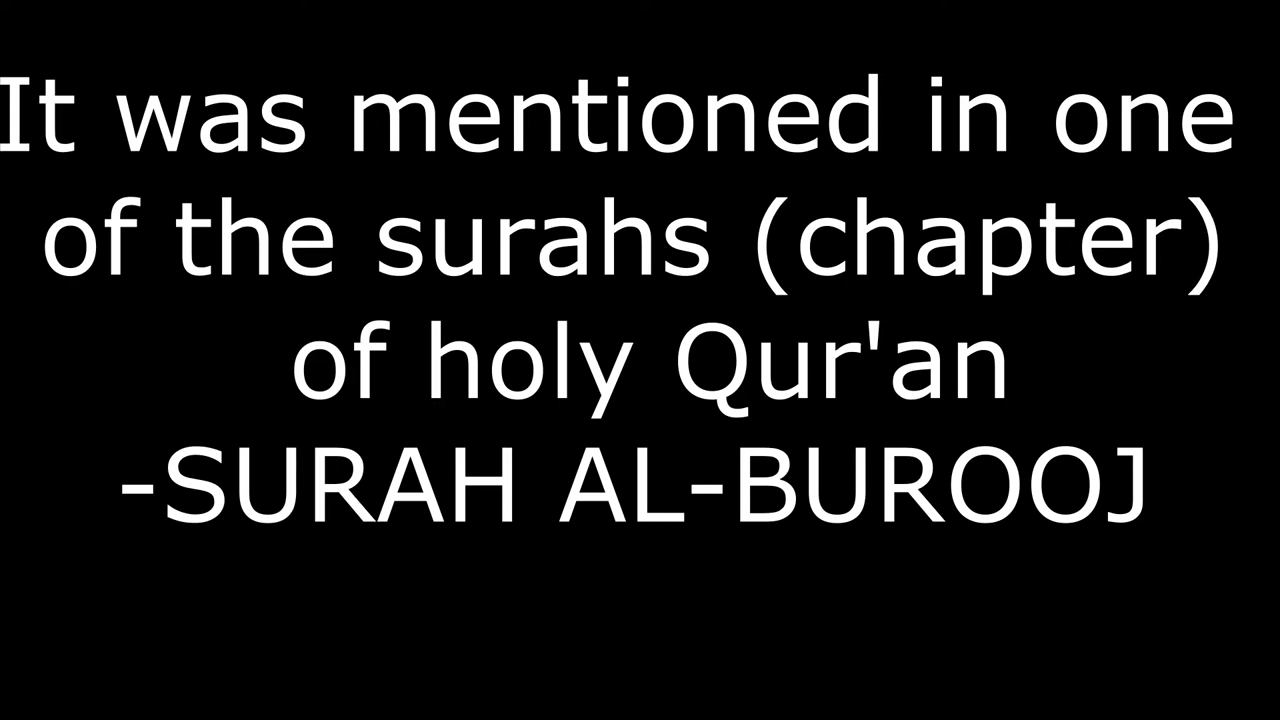 It was mentioned in one
of the surahs (chapter)
of holy Qur'an
-SURAH AL-BUROOJ